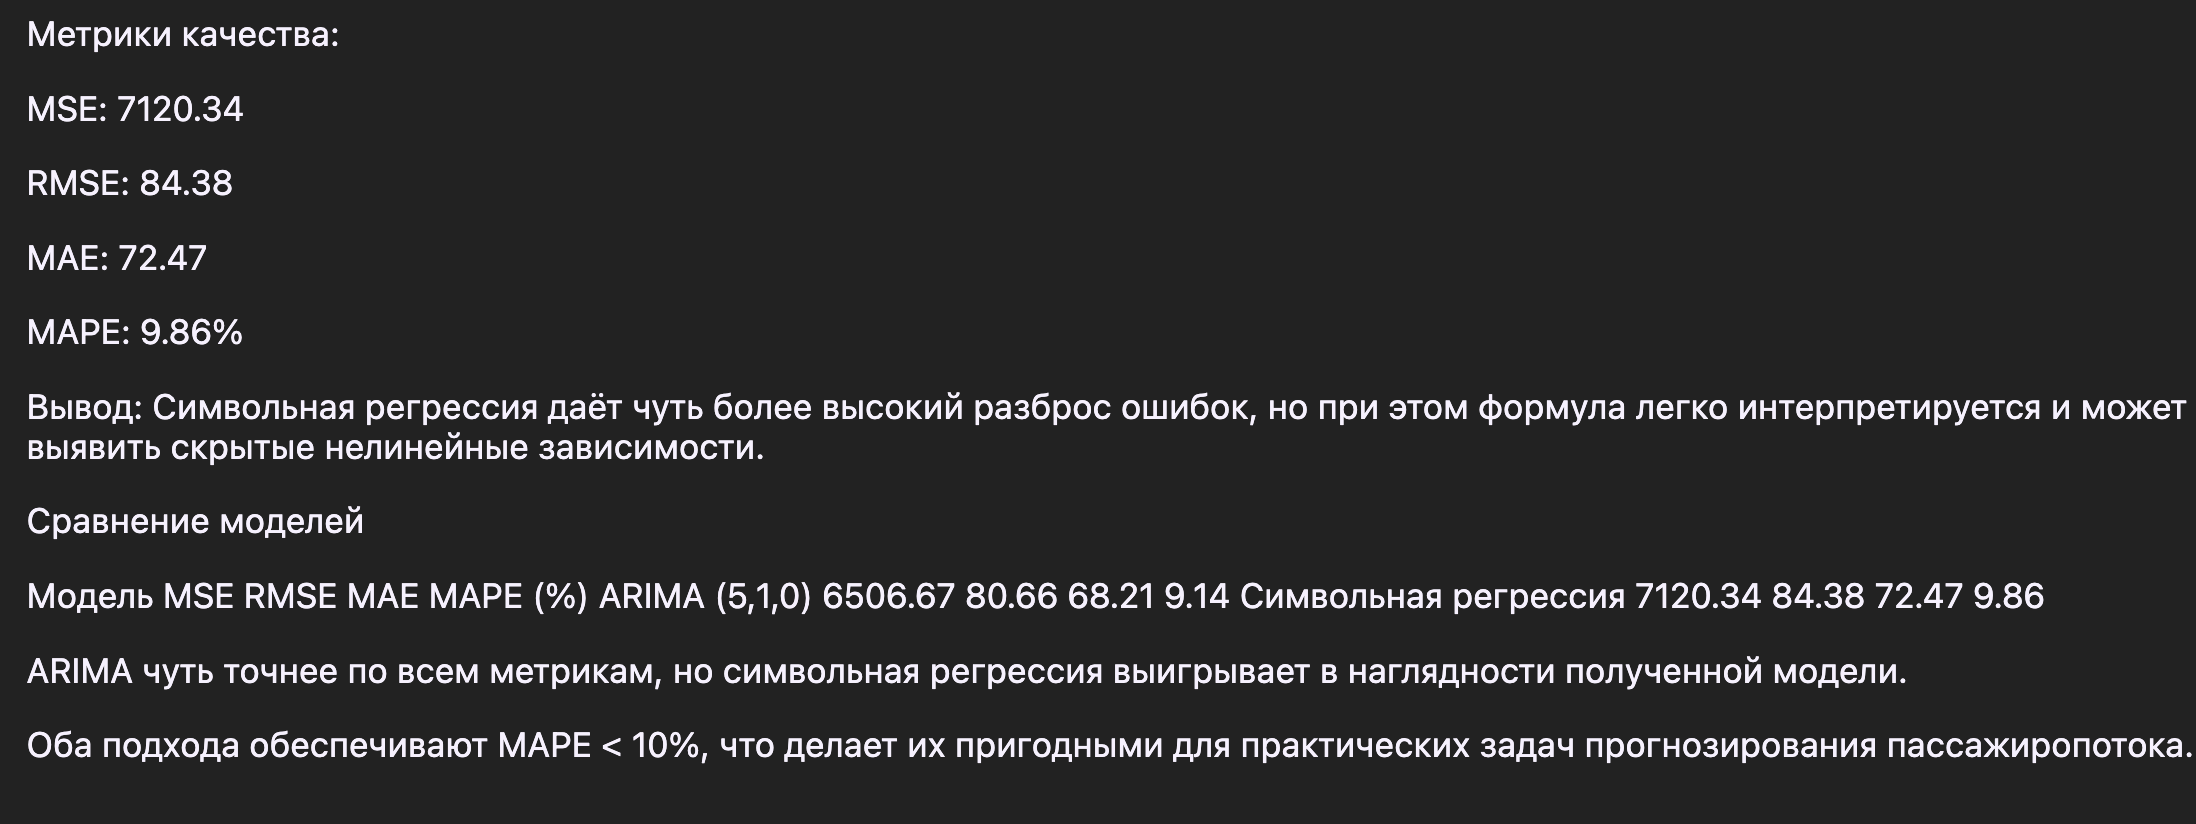 Метрики качества:
MSE: 7120.34
RMSE: 84.38
MAE: 72.47
MAPE: 9.86%
Вывод: Символьная регрессия даёт чуть более высокий разброс ошибок, но при этом формула легко интерпретируется и может
выявить скрытые нелинейные зависимости.
Сравнение моделей
Модель MSE RMSE MAE MAPE (%) ARIMA (5,1,0) 6506.67 80.66 68.21 9.14 Символьная регрессия 7120.34 84.38 72.47 9.86
ARIMA чуть точнее по всем метрикам, но символьная регрессия выигрывает в наглядности полученной модели.
Оба подхода обеспечивают MAPE < 10%, что делает их пригодными для практических задач прогнозирования пассажиропотока.